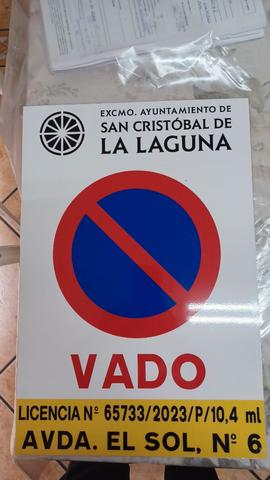 EXCMO. AYUNTAMIENTO DE
SAN CRISTÓBAL DE
LA LAGUNA
VADO
LICENCIA Nº 65733/2023/P/10,4 ml
AVDA. EL SOL, Nº 6